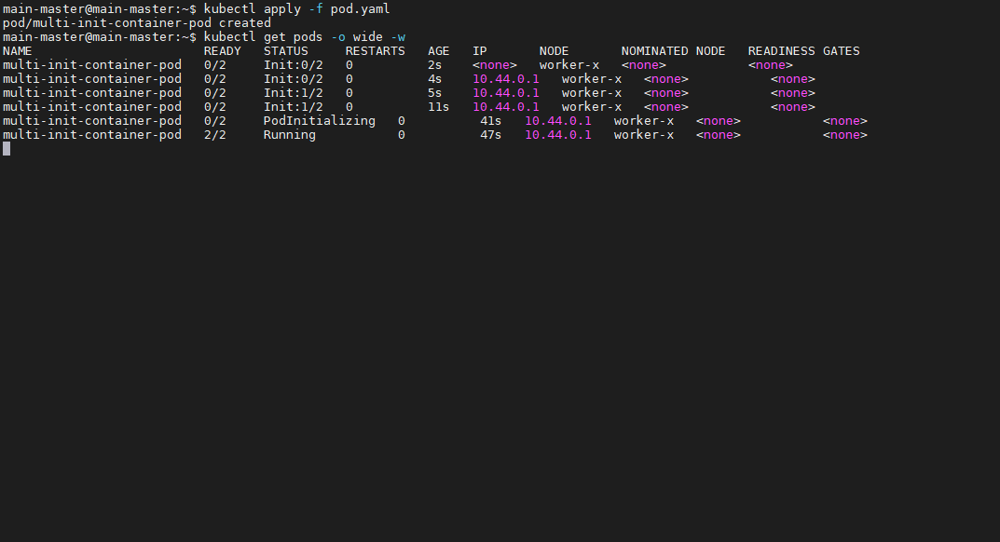 main-master@main-master:~$ kubectl apply -f pod.yaml
pod/multi-init-container-pod created
main-master@main-master:~$ kubectl get pods -o wide -w
NAME                       READY   STATUS     RESTARTS   AGE   IP       NODE       NOMINATED NODE   READINESS GATES
multi-init-container-pod   0/2     Init:0/2   0          2s    <none>   worker-x   <none>           <none>
multi-init-container-pod   0/2     Init:0/2   0          4s    10.44.0.1   worker-x   <none>           <none>
multi-init-container-pod   0/2     Init:1/2   0          5s    10.44.0.1   worker-x   <none>           <none>
multi-init-container-pod   0/2     Init:1/2   0          11s   10.44.0.1   worker-x   <none>           <none>
multi-init-container-pod   0/2     PodInitializing   0          41s   10.44.0.1   worker-x   <none>           <none>
multi-init-container-pod   2/2     Running           0          47s   10.44.0.1   worker-x   <none>           <none>